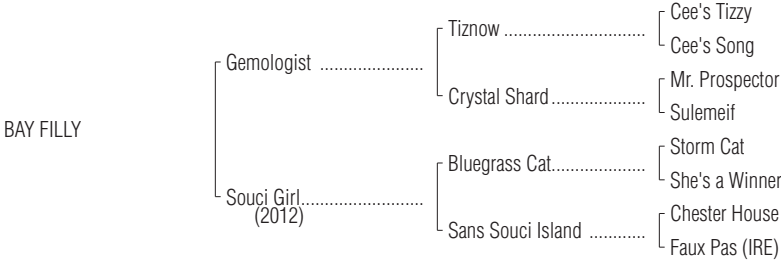 Cee's Tizzy
Tiznow ..............................
Cee's Song
Gemologist ......................
Mr. Prospector
Crystal Shard....................
Sulemeif
BAY FILLY
Storm Cat
Bluegrass Cat....................
She's a Winner
Souci Girl..........................
(2012)
Chester House
Sans Souci Island ............
Faux Pas (IRE)